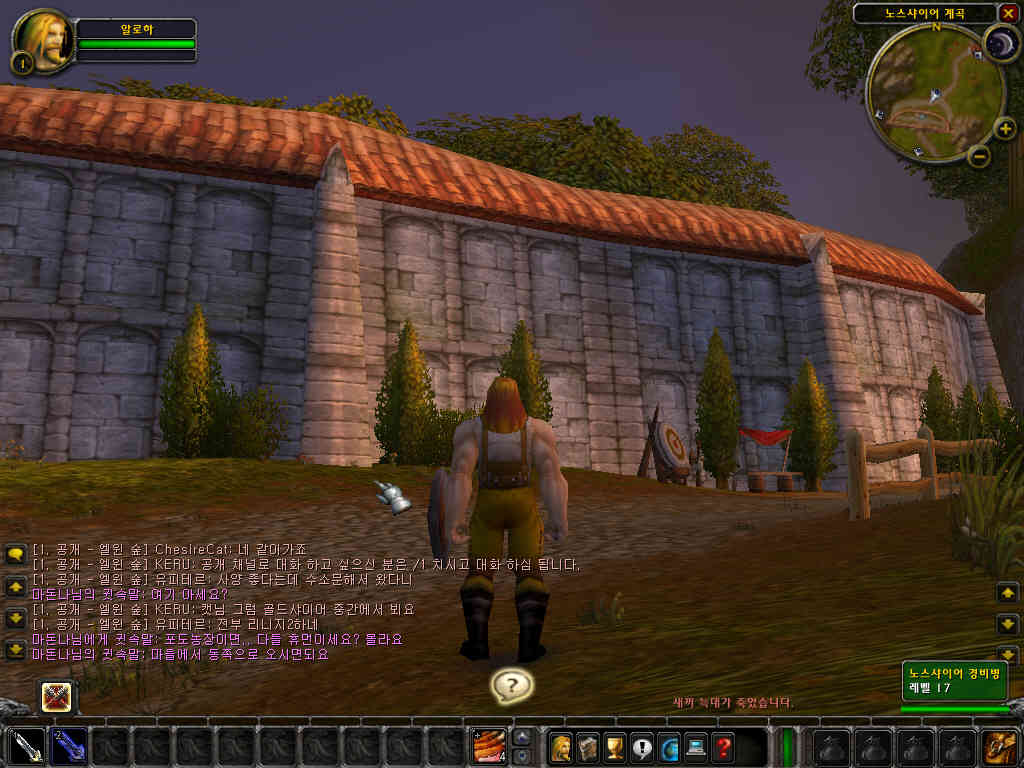 알로하
1
노스샤이어 계곡
N
[1. 공개 - 엘윈 숲] ChesIreCat: 네 같이가죠
[1. 공개 - 엘윈 숲] KERU: 공개 채널로 대화 하고 싶으신 분은 /1 치시고 대화 하심 됩니다.
[1. 공개 - 엘윈 숲] 유피테르: 사양 좋다는데 수소문해서 왔다니
마돈나님의 귓속말: 여기 아세요?
[1. 공개 - 엘윈 숲] KERU: 캣님 그럼 골드샤이어 중간에서 뵈요
[1. 공개 - 엘윈 숲] 유피테르: 전부 리니지2하네
마돈나님에게 귓속말: 포도농장이면.. 다들 휴먼이세요? 몰라요
마돈나님의 귓속말: 마을에서 동쪽으로 오시면되요
노스샤이어 경비병
레벨 17
새끼 늑대가 죽었습니다.
4